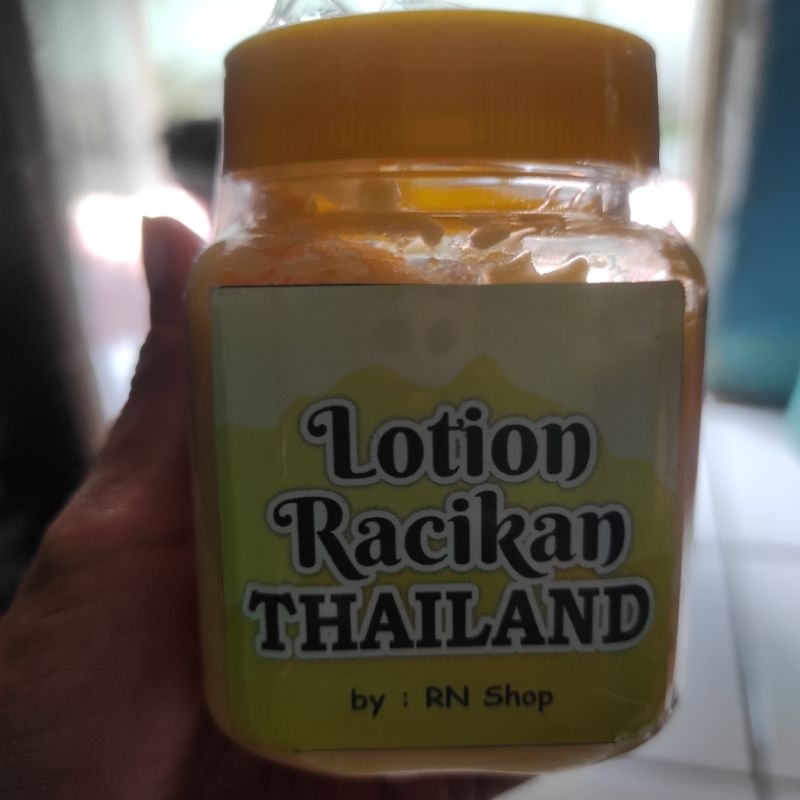 Lotion
Racikan
THAILAND
by : RN Shop